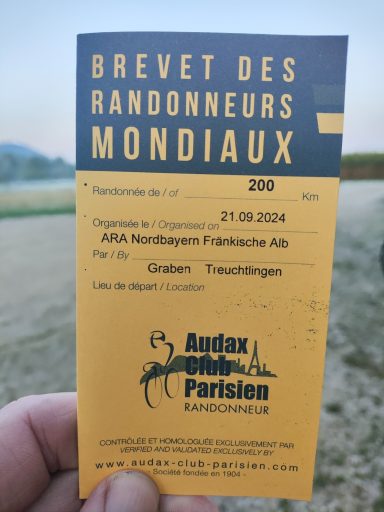 BREVET DES
RANDONNEURS
MONDIAUX
Randonnée de / of 200 Km
Organisée le / Organised on 21.09.2024
ARA Nordbayern Fränkische Alb
Par / By
Graben Treuchtlingen
Lieu de départ / Location
Audax
Club
Parisien
RANDONNEUR
CONTRÔLÉE ET HOMOLOGUÉE EXCLUSIVEMENT PAR
VERIFIED AND VALIDATED EXCLUSIVELY BY
www.audax-club-parisien.com
- Société fondée en 1904 -